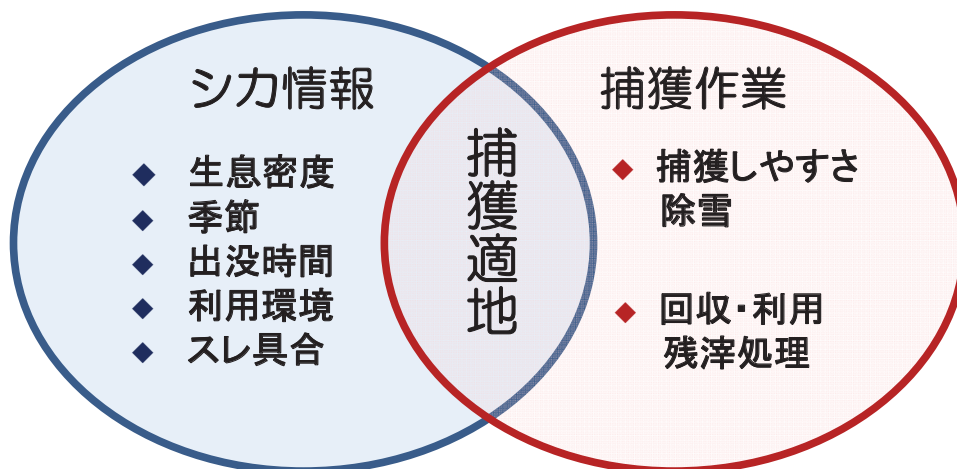 シカ情報
◆ 生息密度
◆ 季節
◆ 出没時間
◆ 利用環境
◆ スレ具合
捕獲適地
捕獲作業
◆ 捕獲しやすさ
除雪
◆ 回収・利用
残滓処理